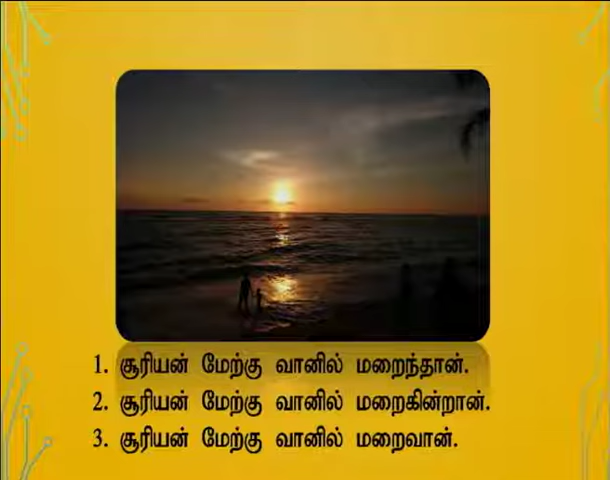 1. சூரியன் மேற்கு வானில் மறைந்தான்.
2. சூரியன் மேற்கு வானில் மறைகின்றான்.
3. சூரியன் மேற்கு வானில் மறைவான்.